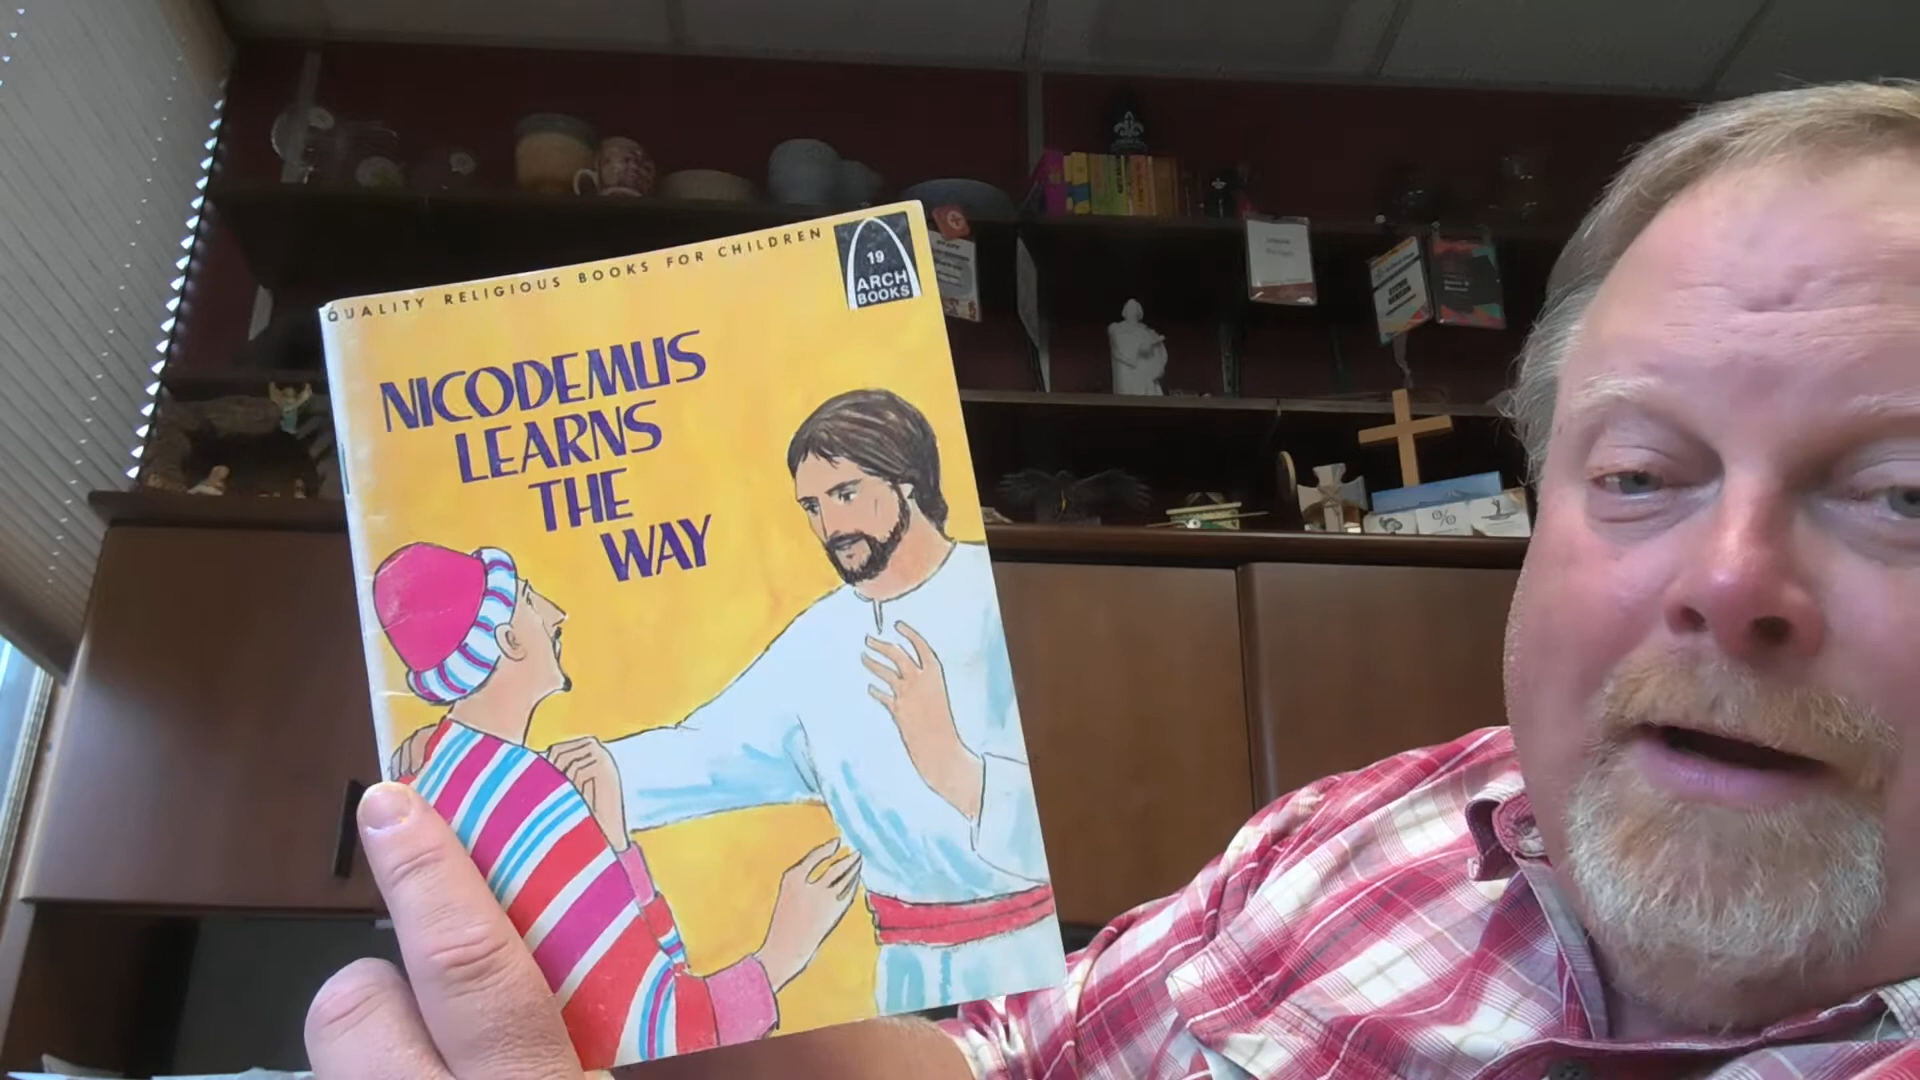 QUALITY RELIGIOUS BOOKS FOR CHILDREN
19
ARCH
BOOKS
NICODEMUS
LEARNS
THE
WAY